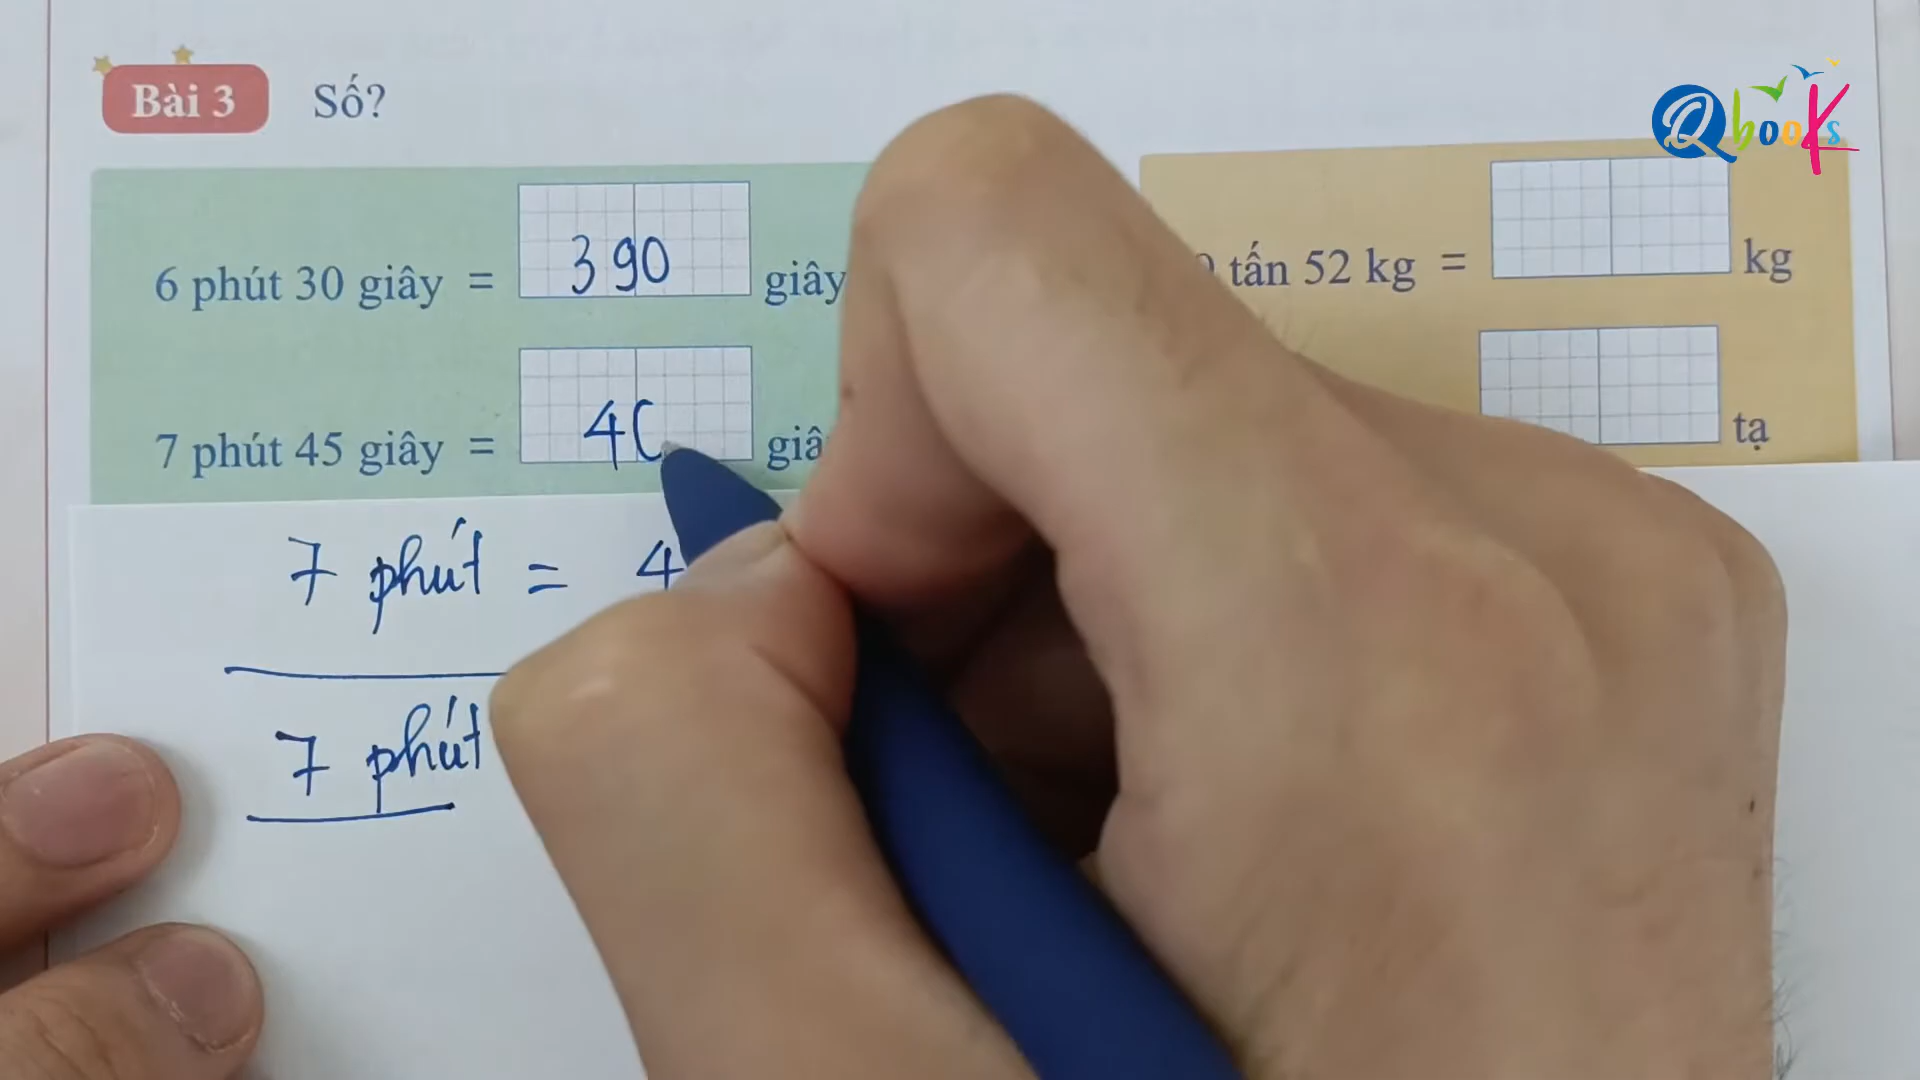 Bài 3 Số?
Qbooks
6 phút 30 giây = 390 giây
tấn 52 kg = kg
7 phút 45 giây = 4
tạ
7 phút = 4
7 phút